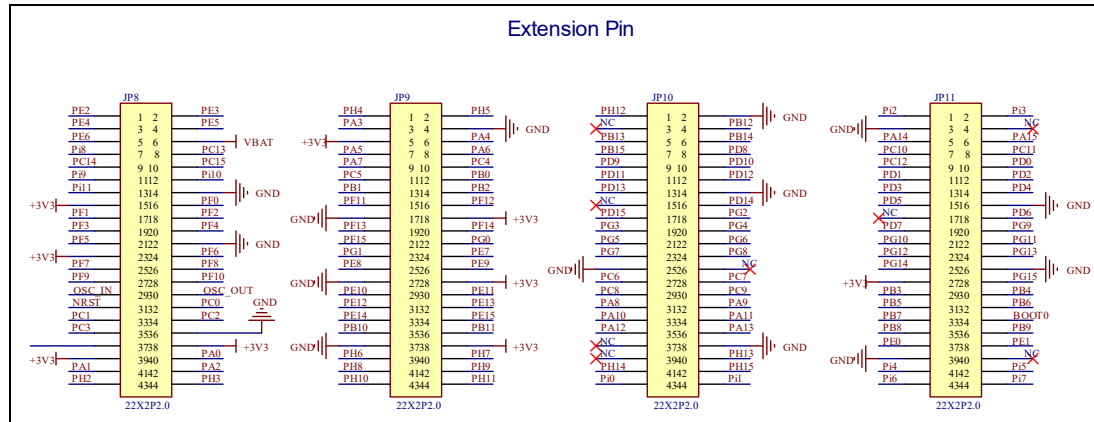 Extension Pin
JP8
PE2 1 2 PE3
PE4 3 4 PE5
PE6 5 6 VBAT
Pi8 7 8 PC13
PC14 9 10 PC15
Pi9 1112 Pi10
Pi11 1314 GND
+3V3 1516 PF0
PF1 1718 PF2
PF3 1920 PF4
PF5 2122 GND
+3V3 2324 PF6
PF7 2526 PF8
PF9 2728 PF10
OSC_IN 2930 OSC_OUT
NRST 3132 PC0
PC1 3334 PC2
PC3 3536 GND
3738 +3V3
+3V3 3940 PA0
PA1 4142 PA2
PH2 4344 PH3
22X2P2.0
JP9
PH4 1 2 PH5
PA3 3 4 GND
+3V3 5 6 PA4
PA5 7 8 PA6
PA7 9 10 PC4
PC5 1112 PB0
PB1 1314 PB2
PF11 1516 PF12
GND 1718 +3V3
PF13 1920 PF14
PF15 2122 PG0
PG1 2324 PE7
PE8 2526 PE9
GND 2728 +3V3
PE10 2930 PE11
PE12 3132 PE13
PE14 3334 PE15
PB10 3536 PB11
GND 3738 +3V3
PH6 3940 PH7
PH8 4142 PH9
PH10 4344 PH11
22X2P2.0
JP10
PH12 1 2 GND
NC 3 4 PB12
PB13 5 6 PB14
PB15 7 8 PD8
PD9 9 10 PD10
PD11 1112 PD12
PD13 1314 GND
NC 1516 PD14
PD15 1718 PG2
PG3 1920 PG4
PG5 2122 PG6
PG7 2324 PG8
GND 2526 NC
PC6 2728 PC7
PC8 2930 PC9
PA8 3132 PA9
PA10 3334 PA11
PA12 3536 PA13
NC 3738 GND
NC 3940 PH13
PH14 4142 PH15
Pi0 4344 Pi1
22X2P2.0
JP11
Pi2 1 2 Pi3
GND 3 4 NC
PA14 5 6 PA15
PC10 7 8 PC11
PC12 9 10 PD0
PD1 1112 PD2
PD3 1314 PD4
PD5 1516 GND
NC 1718 PD6
PD7 1920 PG9
PG10 2122 PG11
PG12 2324 PG13
PG14 2526 GND
+3V3 2728 PG15
PB3 2930 PB4
PB5 3132 PB6
PB7 3334 BOOT0
PB8 3536 PB9
PE0 3738 PE1
GND 3940 NC
Pi4 4142 Pi5
Pi6 4344 Pi7
22X2P2.0